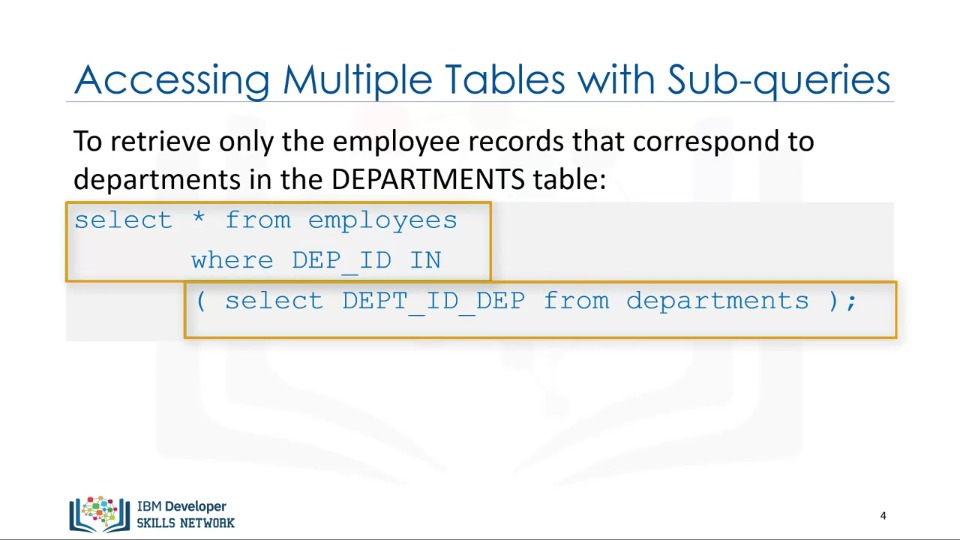 Accessing Multiple Tables with Sub-queries
To retrieve only the employee records that correspond to
departments in the DEPARTMENTS table:
select * from employees
where DEP_ID IN
( select DEPT_ID_DEP from departments );
IBM Developer
SKILLS NETWORK
4